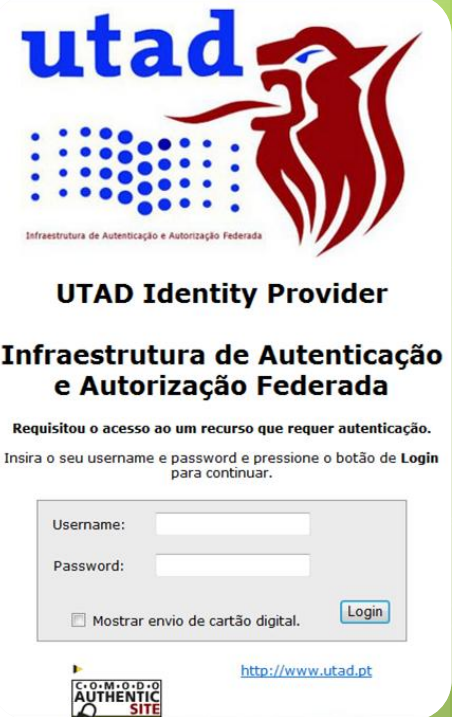 utad
Infraestrutura de Autenticação e Autorização Federada
UTAD Identity Provider
Infraestrutura de Autenticação
e Autorização Federada
Requisitou o acesso ao um recurso que requer autenticação.
Insira o seu username e password e pressione o botão de Login
para continuar.
Username:
Password:
Mostrar envio de cartão digital.
Login
http://www.utad.pt
C·O·M·O·D·O
AUTHENTIC
SITE